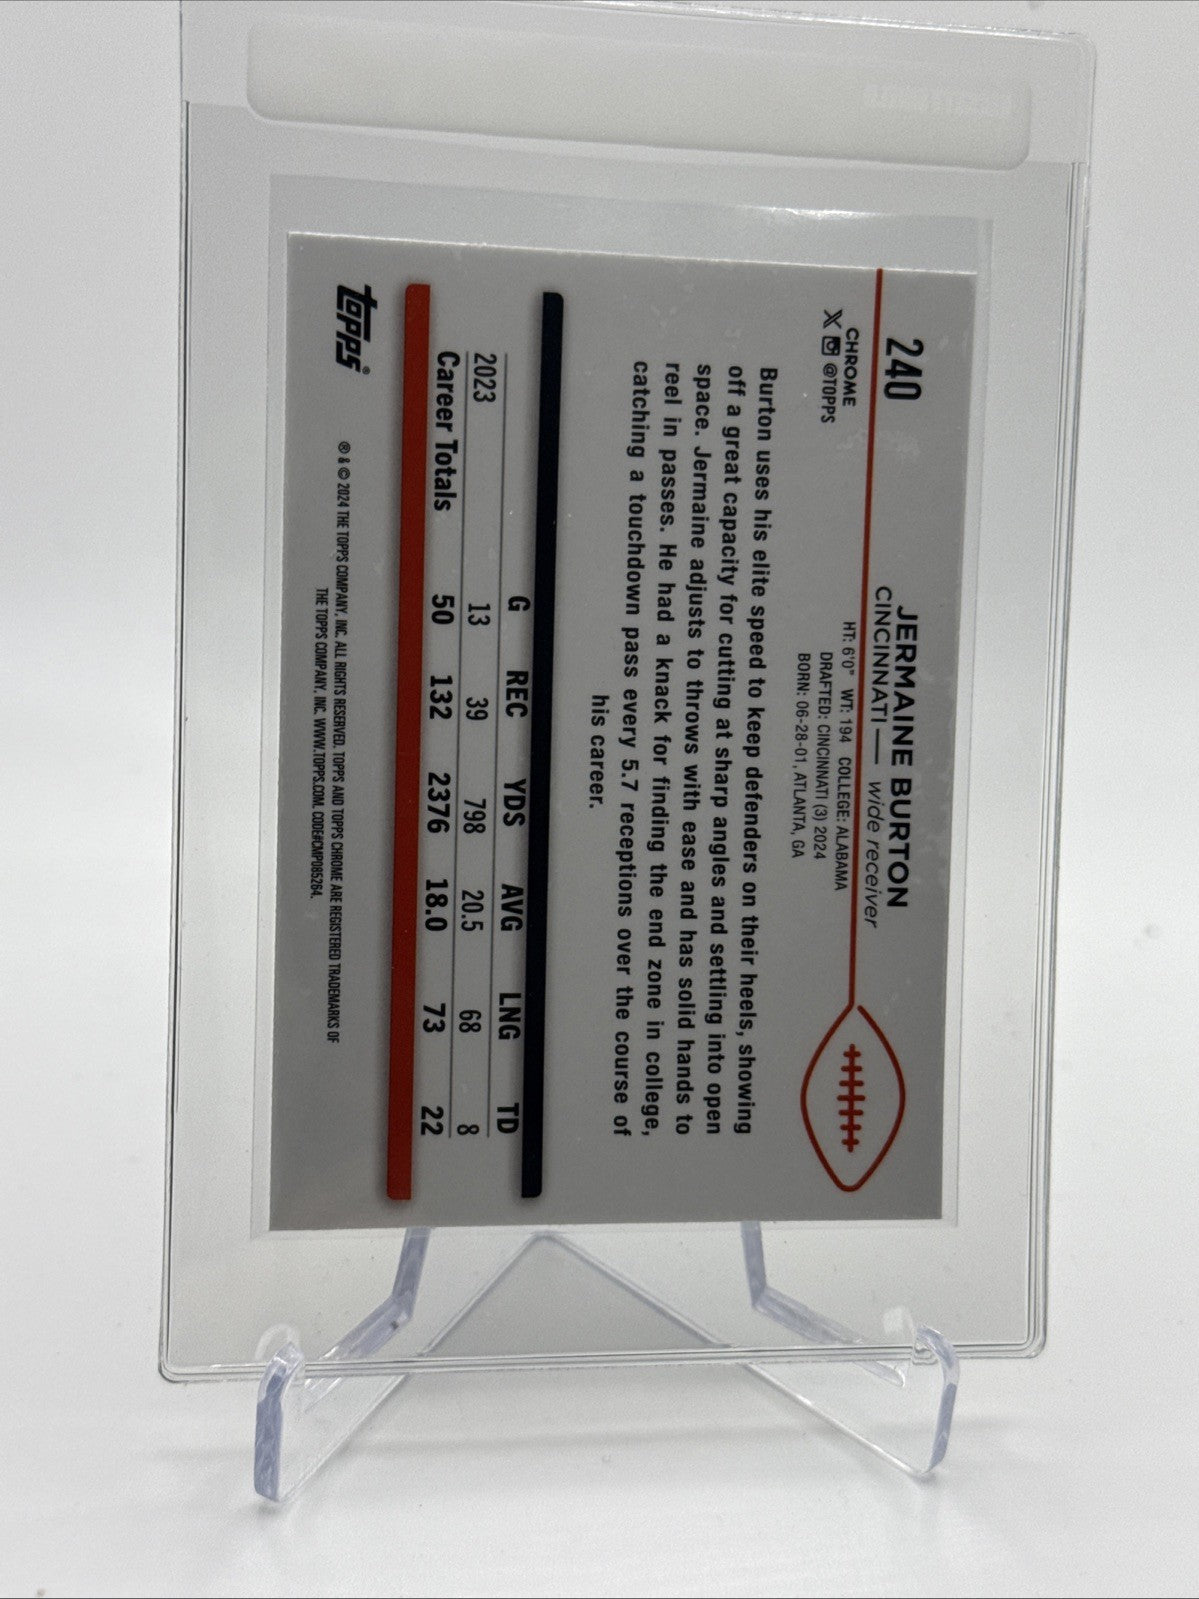 240
JERMAINE BURTON
CINCINNATI — wide receiver
CHROME
X @TOPPS
HT: 6'0" WT: 194 COLLEGE: ALABAMA
DRAFTED: CINCINNATI (3) 2024
BORN: 06-28-01, ATLANTA, GA
Burton uses his elite speed to keep defenders on their heels, showing
off a great capacity for cutting at sharp angles and settling into open
space. Jermaine adjusts to throws with ease and has solid hands to
reel in passes. He had a knack for finding the end zone in college,
catching a touchdown pass every 5.7 receptions over the course of
his career.
G REC YDS AVG LNG TD
2023 13 39 798 20.5 68 8
Career Totals 50 132 2376 18.0 73 22
topps®
® & © 2024 THE TOPPS COMPANY, INC. ALL RIGHTS RESERVED. TOPPS AND TOPPS CHROME ARE REGISTERED TRADEMARKS OF
THE TOPPS COMPANY, INC. WWW.TOPPS.COM. CODE#CMP085264.